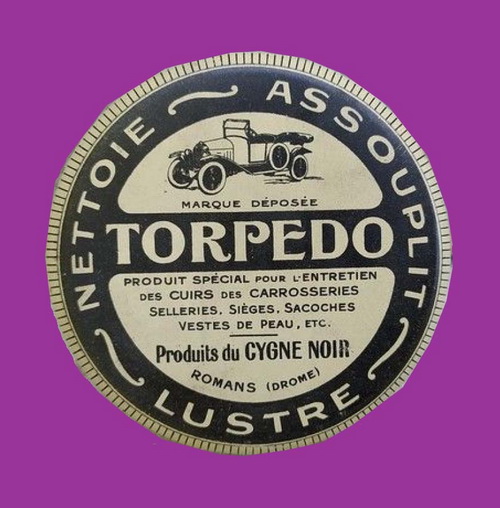 NETTOIE ASSOUPLIT
MARQUE DÉPOSÉE
TORPEDO
PRODUIT SPÉCIAL POUR L'ENTRETIEN
DES CUIRS DES CARROSSERIES
SELLERIES, SIÈGES, SACOCHES
VESTES DE PEAU, ETC.
Produits du CYGNE NOIR
ROMANS (DROME)
LUSTRE